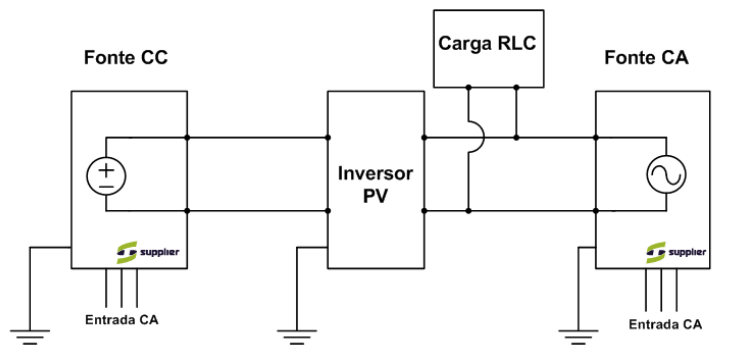 Carga RLC
Fonte CC
Fonte CA
Inversor
PV
supplier
supplier
Entrada CA
Entrada CA